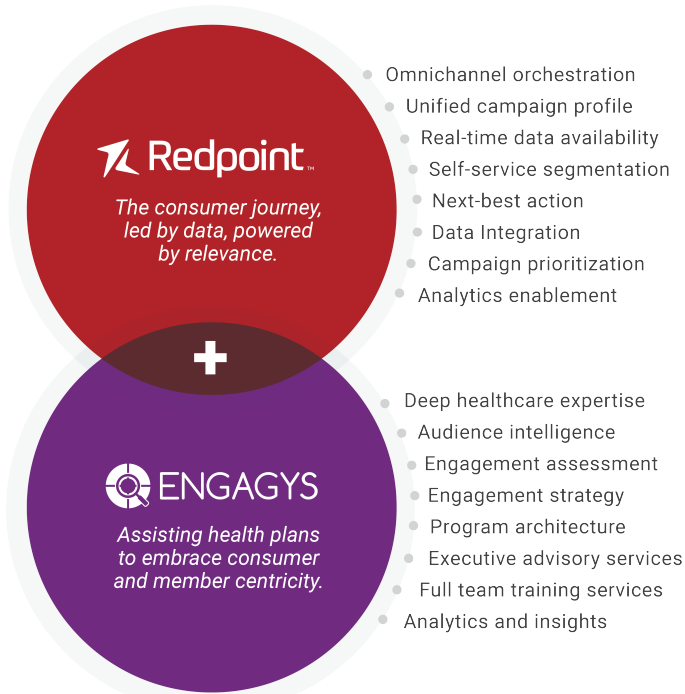 Redpoint™
The consumer journey,
led by data, powered
by relevance.
Omnichannel orchestration
Unified campaign profile
Real-time data availability
Self-service segmentation
Next-best action
Data Integration
Campaign prioritization
Analytics enablement
+
ENGAGYS
Assisting health plans
to embrace consumer
and member centricity.
Deep healthcare expertise
Audience intelligence
Engagement assessment
Engagement strategy
Program architecture
Executive advisory services
Full team training services
Analytics and insights